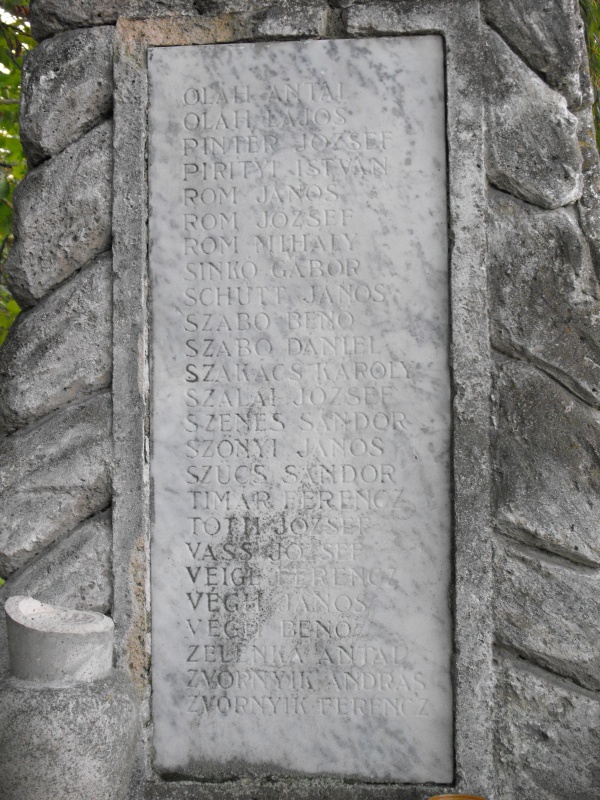 OLÁH ANTAL
OLÁH LAJOS
PINTÉR JÓZSEF
PIRITYI ISTVÁN
ROM JÁNOS
ROM JÓZSEF
ROM MIHÁLY
SINKÓ GÁBOR
SCHÜTT JÁNOS
SZABÓ BENŐ
SZABÓ DÁNIEL
SZAKÁCS KÁROLY
SZALAI JÓZSEF
SZENES SÁNDOR
SZŐNYI JÁNOS
SZŰCS SÁNDOR
TIMÁR FERENCZ
TÓTH JÓZSEF
VASS JÓZSEF
VEIGL FERENCZ
VÉGH JÁNOS
VÉGH BENŐZ
ZELENKA ANTAL
ZVORNYIK ANDRÁS
ZVORNYIK FERENCZ